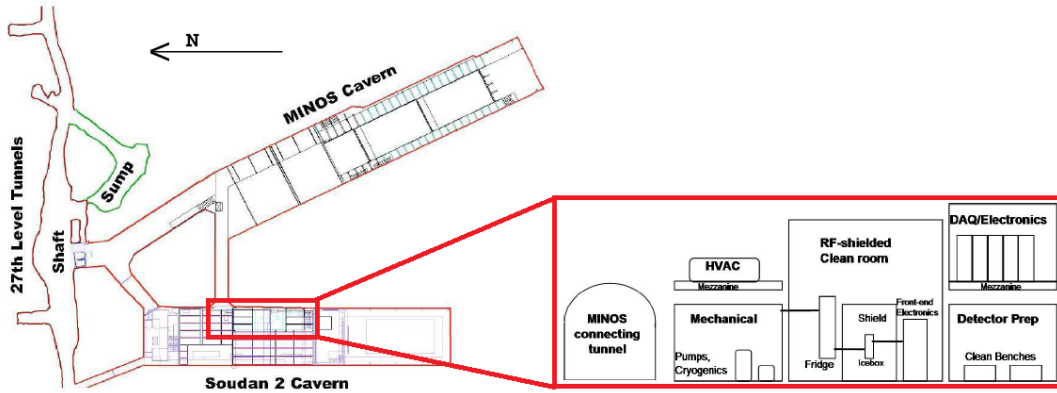 N
MINOS Cavern
27th Level Tunnels
Sump
Shaft
Soudan 2 Cavern
DAQ/Electronics
RF-shielded
Clean room
HVAC
Mezzanine
Mezzanine
MINOS
connecting
tunnel
Mechanical
Shield
Front-end
Electronics
Detector Prep
Pumps,
Cryogenics
Fridge
Icebox
Clean Benches